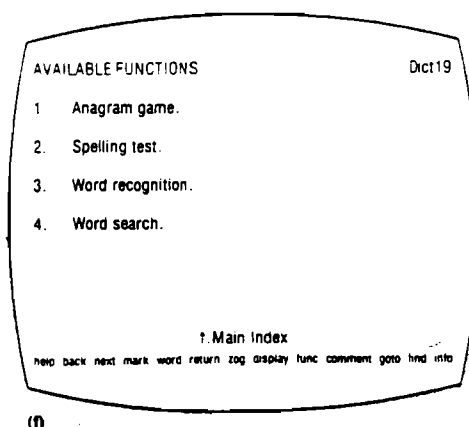 AVAILABLE FUNCTIONS Dict19
1 Anagram game.
2. Spelling test.
3. Word recognition.
4. Word search.
↑.Main Index
help back next mark word return zog display func comment goto find info
(f)